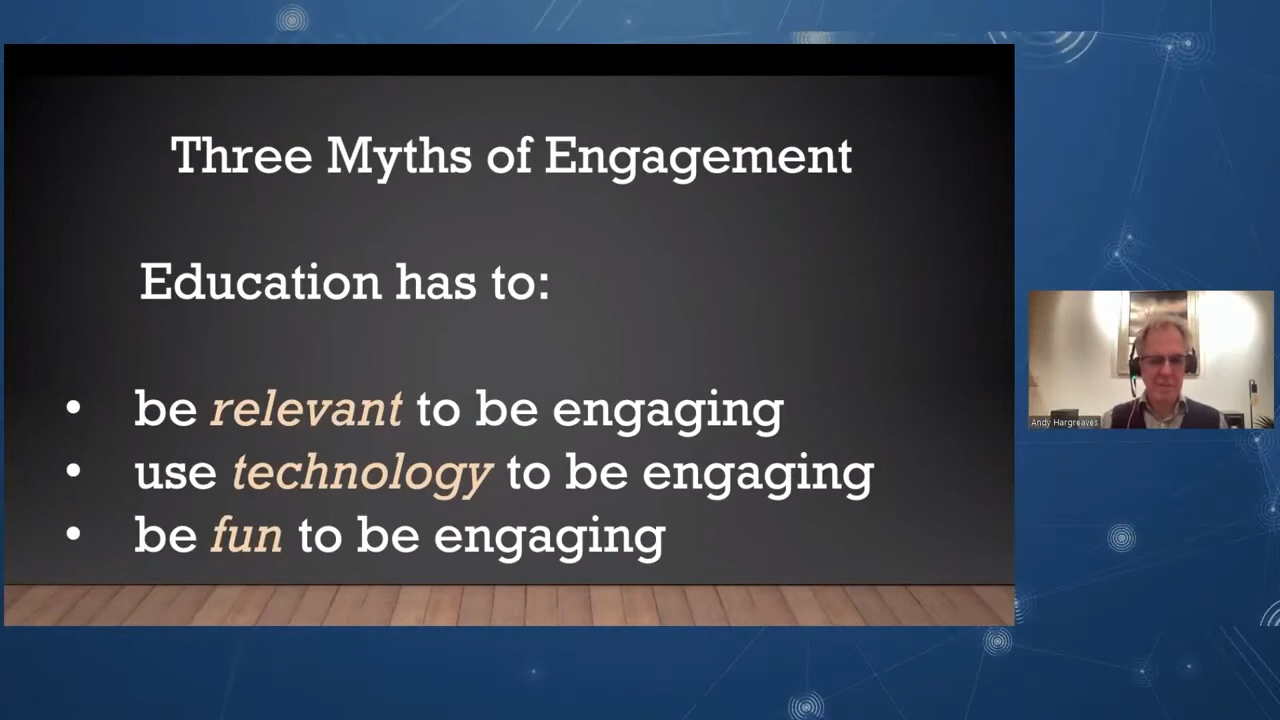 Three Myths of Engagement
Education has to:
• be relevant to be engaging
• use technology to be engaging
• be fun to be engaging
Andy Hargreaves